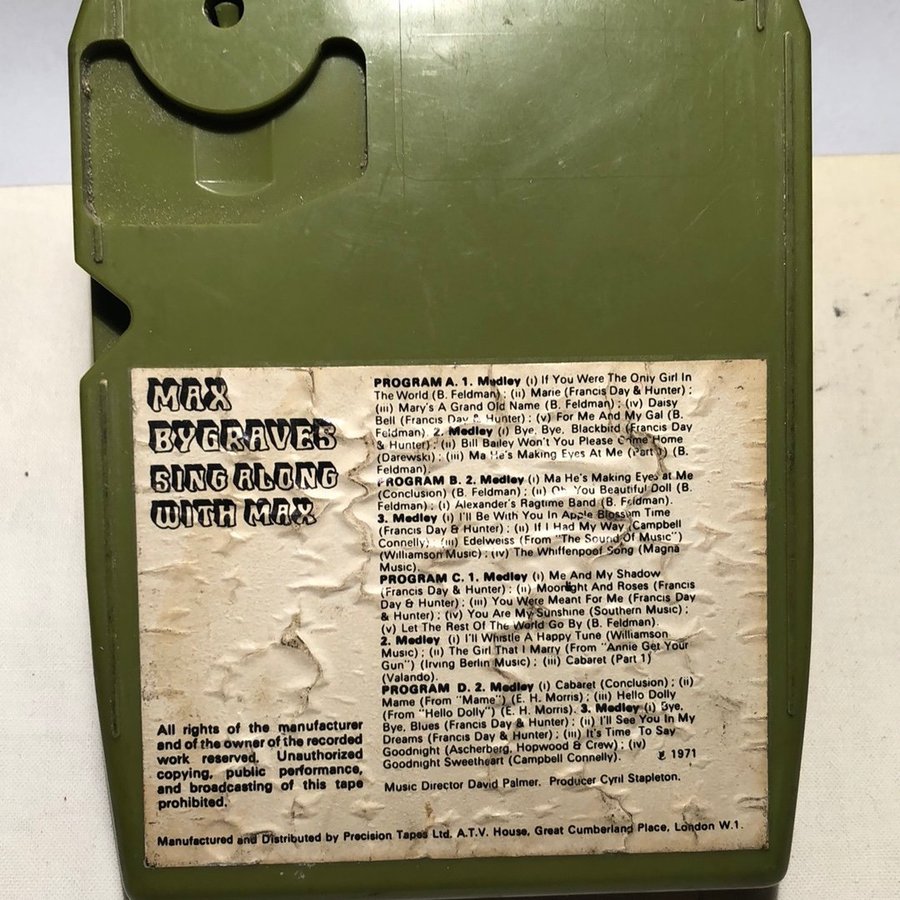 MAX
BYGRAVES
SING ALONG
WITH MAX
PROGRAM A. 1. Medley (i) If You Were The Only Girl In
The World (B. Feldman) ; (ii) Marie (Francis Day & Hunter) ;
(iii) Mary's A Grand Old Name (B. Feldman) ; (iv) Daisy
Bell (Francis Day & Hunter) ; (v) For Me And My Gal (B.
Feldman). 2. Medley (i) Bye, Bye, Blackbird (Francis Day
& Hunter) ; (ii) Bill Bailey Won't You Please Come Home
(Darewski) ; (iii) Ma He's Making Eyes At Me (Part 1) (B.
Feldman).
PROGRAM B. 2. Medley (i) Ma He's Making Eyes at Me
(Conclusion) (B. Feldman) ; (ii) Oh You Beautiful Doll (B.
Feldman) ; (i) Alexander's Ragtime Band (B. Feldman).
3. Medley (i) I'll Be With You In Apple Blossom Time
(Francis Day & Hunter) ; (ii) If I Had My Way (Campbell
Connelly) ; (iii) Edelweiss (From "The Sound Of Music")
(Williamson Music) ; (iv) The Whiffenpoof Song (Magna
Music).
PROGRAM C. 1. Medley (i) Me And My Shadow
(Francis Day & Hunter) ; (ii) Moonlight And Roses (Francis
Day & Hunter) ; (iii) You Were Meant For Me (Francis Day
& Hunter) ; (iv) You Are My Sunshine (Southern Music) ;
(v) Let The Rest Of The World Go By (B. Feldman).
2. Medley (i) I'll Whistle A Happy Tune (Williamson
Music) ; (ii) The Girl That I Marry (From "Annie Get Your
Gun") (Irving Berlin Music) ; (iii) Cabaret (Part 1)
(Valando).
PROGRAM D. 2. Medley (i) Cabaret (Conclusion) ; (ii)
Mame (From "Mame") (E. H. Morris) ; (iii) Hello Dolly
(From "Hello Dolly") (E. H. Morris). 3. Medley (i) Bye,
Bye, Blues (Francis Day & Hunter) ; (ii) I'll See You In My
Dreams (Francis Day & Hunter) ; (iii) It's Time To Say
Goodnight (Ascherberg, Hopwood & Crew) ; (iv)
Goodnight Sweetheart (Campbell Connelly). ℗ 1971
Music Director David Palmer. Producer Cyril Stapleton.
All rights of the manufacturer
and of the owner of the recorded
work reserved. Unauthorized
copying, public performance,
and broadcasting of this tape
prohibited.
Manufactured and Distributed by Precision Tapes Ltd. A.T.V. House, Great Cumberland Place, London W.1.